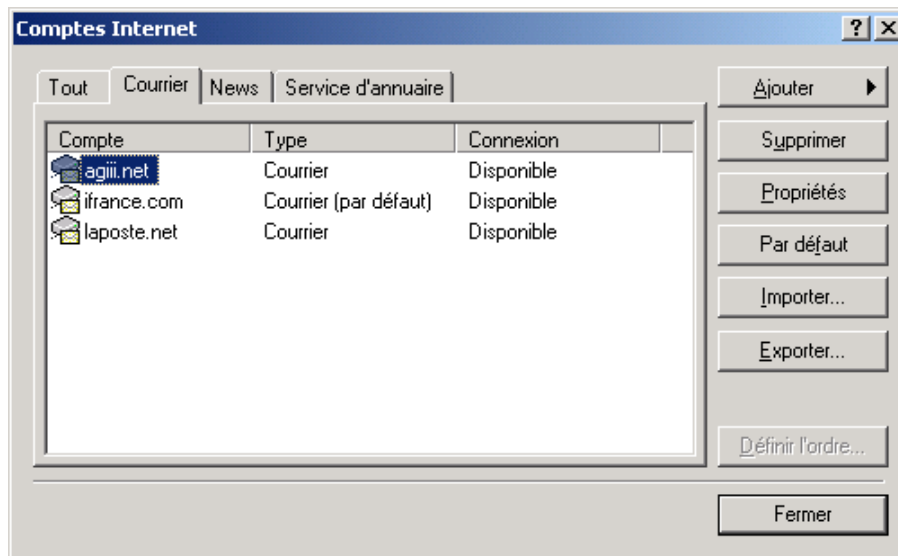 Comptes Internet
Tout Courrier News Service d'annuaire
Compte Type Connexion
agiii.net Courrier Disponible
ifrance.com Courrier (par défaut) Disponible
laposte.net Courrier Disponible
Ajouter
Supprimer
Propriétés
Par défaut
Importer...
Exporter...
Définir l'ordre...
Fermer